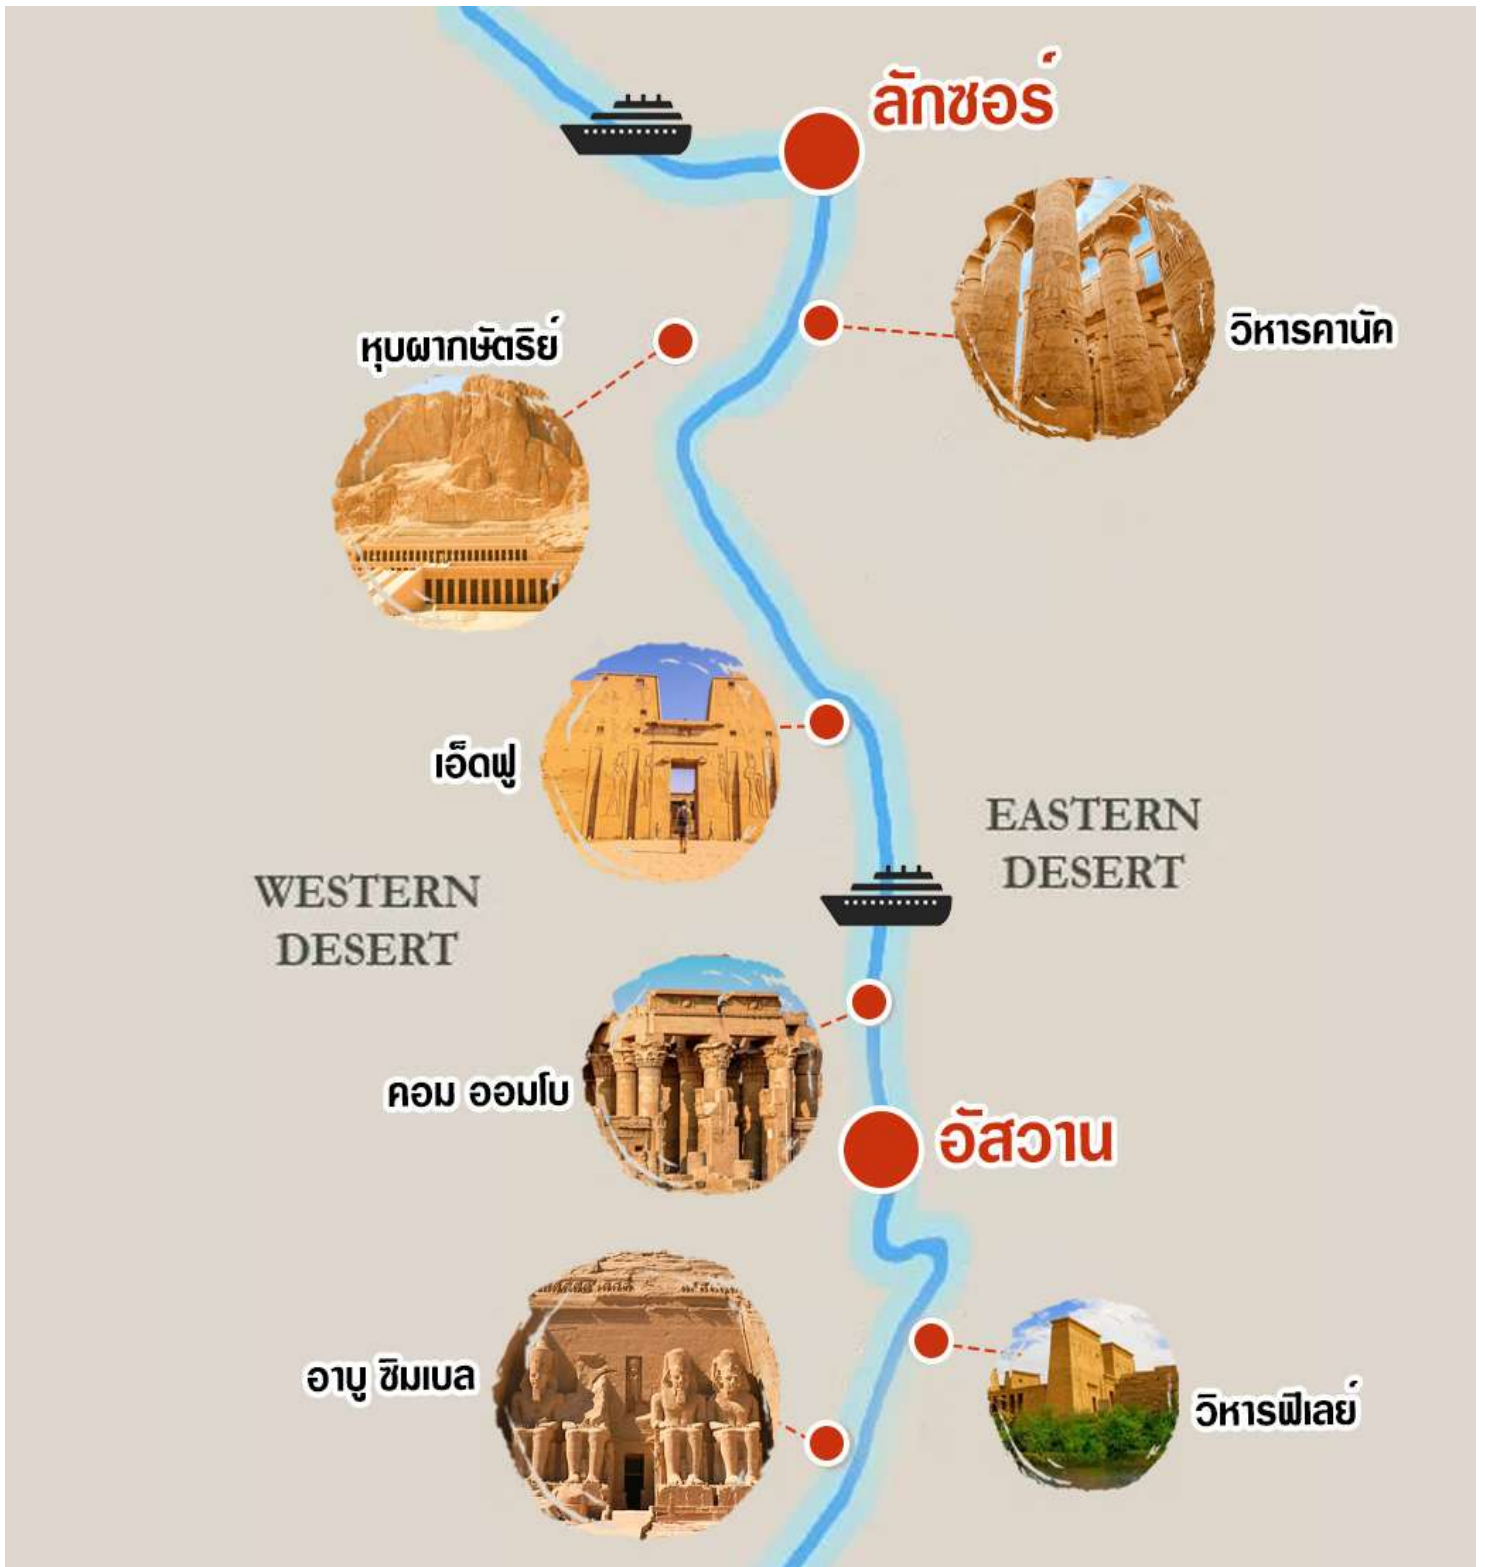 ลักซอร์
วิหารคานัค
หุบผากษัตริย์
เอ็ดฟู
EASTERN
DESERT
WESTERN
DESERT
คอม ออมโบ
อัสวาน
อาบู ซิมเบล
วิหารฟิเลย์